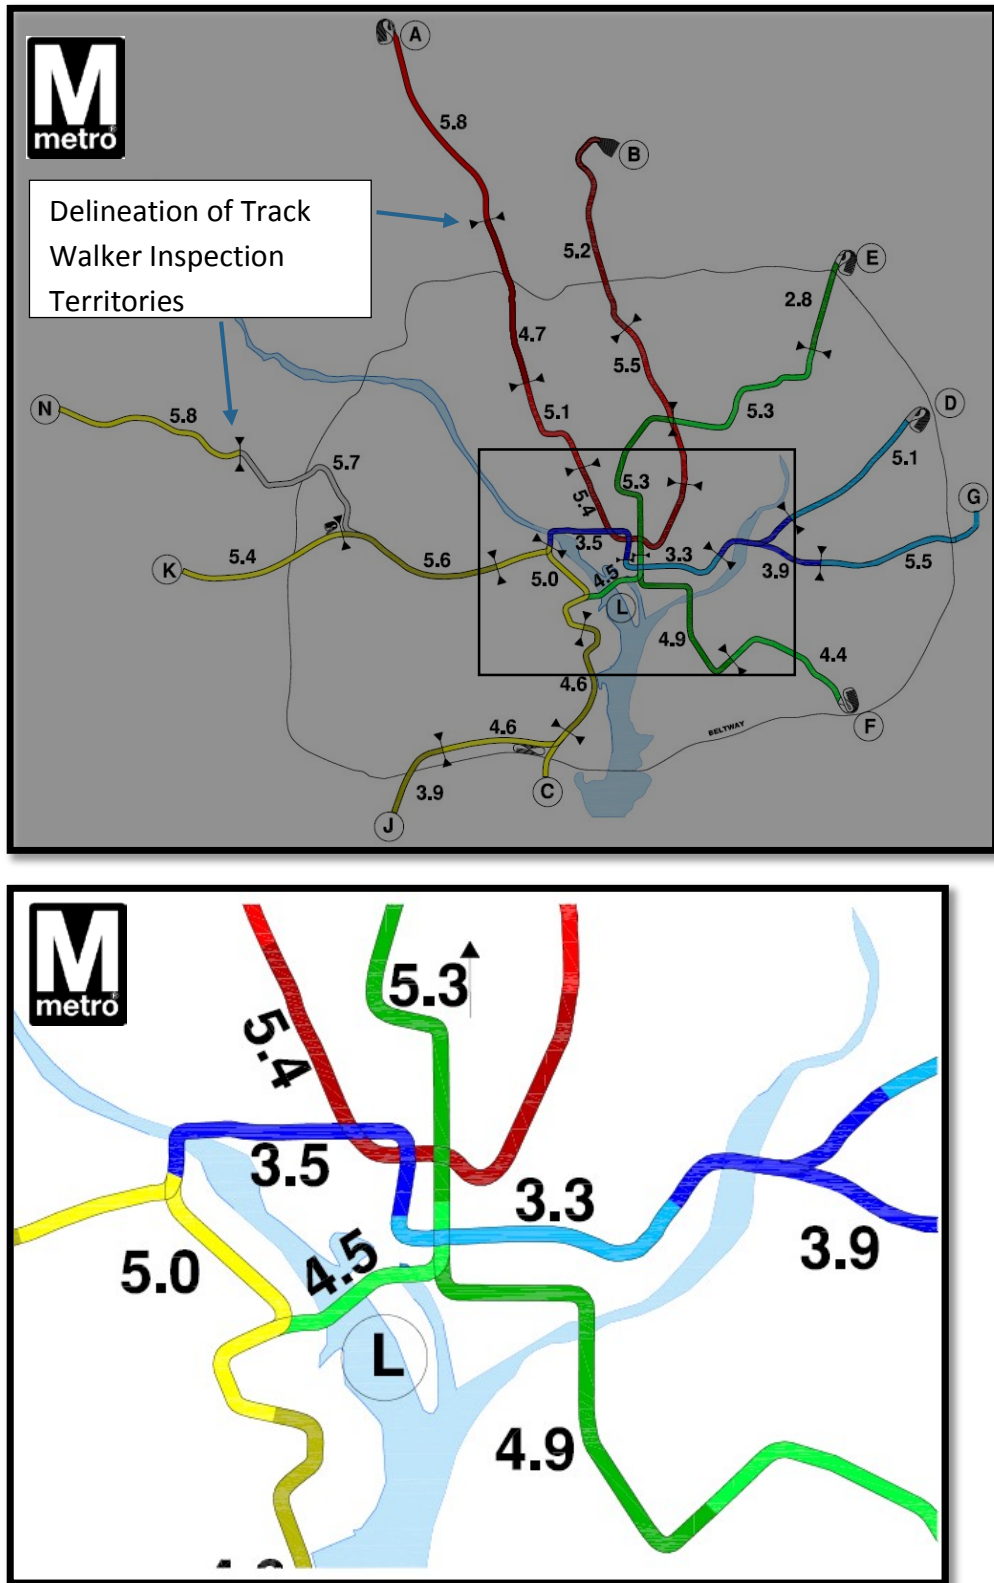 M
metro
A
5.8
B
Delineation of Track
Walker Inspection
Territories
5.2
E
2.8
4.7
5.5
N
5.8
5.1
5.3
D
5.7
5.3
5.1
5.4
G
3.5
3.3
5.4
5.6
5.0
4.5
3.9
5.5
K
L
4.9
4.4
4.6
F
4.6
BELTWAY
3.9
C
J
M
metro
5.3
5.4
3.5
3.3
5.0
4.5
3.9
L
4.9